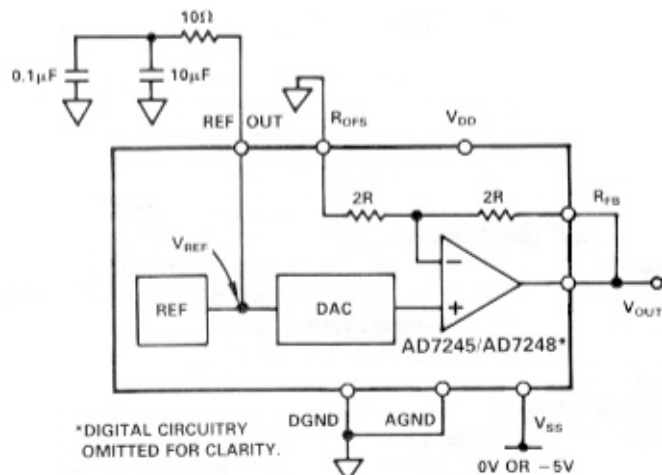 10Ω
0.1μF
10μF
REF OUT
R_OFS
V_DD
2R
2R
R_FB
V_REF
REF
DAC
−
+
AD7245/AD7248*
V_OUT
DGND
AGND
V_SS
*DIGITAL CIRCUITRY
OMITTED FOR CLARITY.
0V OR −5V